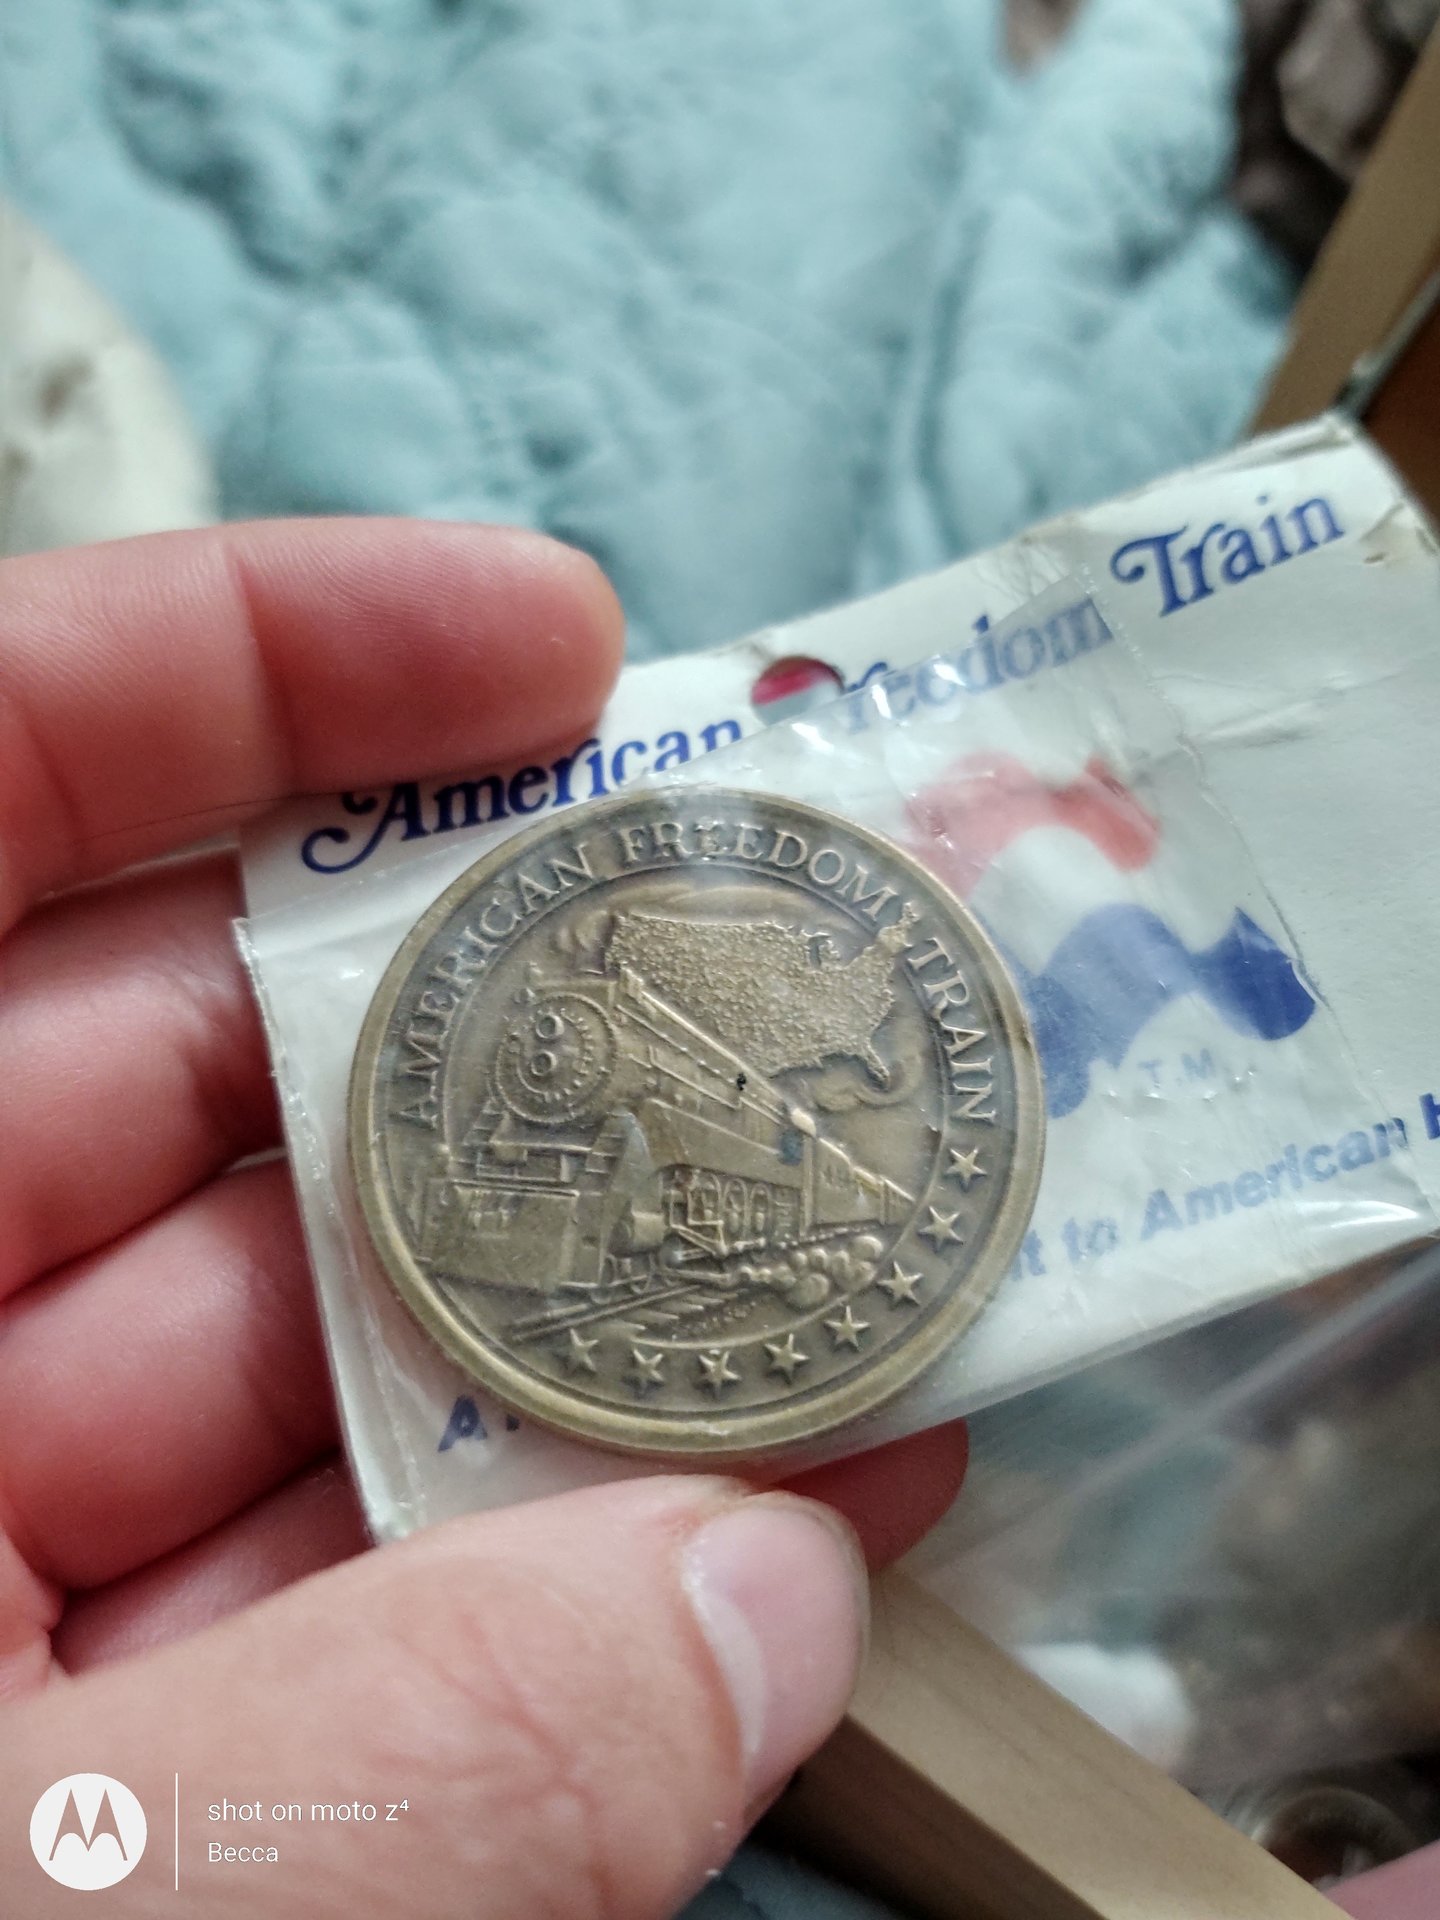 American Freedom Train
AMERICAN FREEDOM TRAIN
T.M.
to American
shot on moto z⁴
Becca